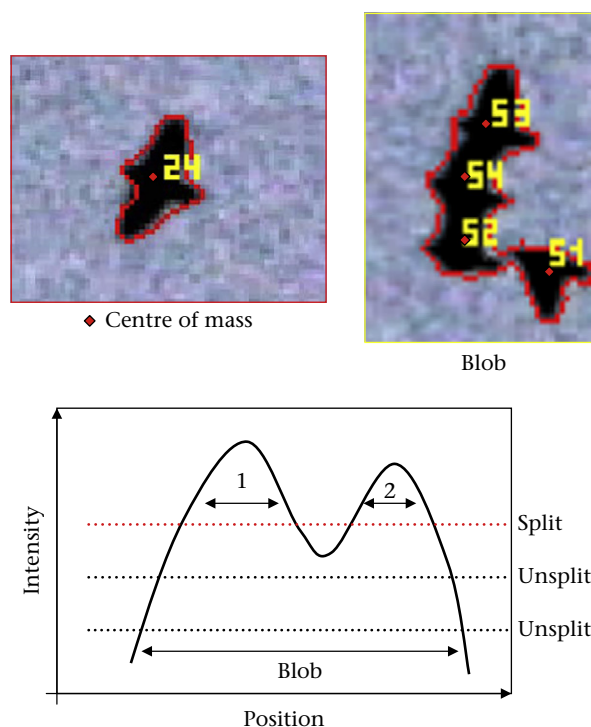 24
Centre of mass
53
54
52
51
Blob
Intensity
1
2
Split
Unsplit
Unsplit
Blob
Position